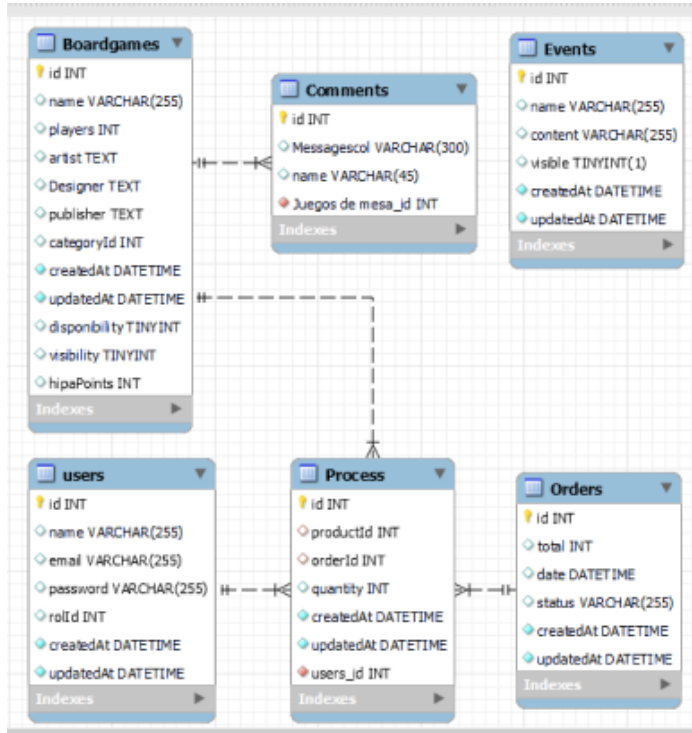 Boardgames
id INT
name VARCHAR(255)
players INT
artist TEXT
Designer TEXT
publisher TEXT
categoryId INT
createdAt DATETIME
updatedAt DATETIME
disponibility TINYINT
visibility TINYINT
hipaPoints INT
Indexes
Comments
id INT
Messagescol VARCHAR(300)
name VARCHAR(45)
Juegos de mesa_id INT
Indexes
Events
id INT
name VARCHAR(255)
content VARCHAR(255)
visible TINYINT(1)
createdAt DATETIME
updatedAt DATETIME
Indexes
users
id INT
name VARCHAR(255)
email VARCHAR(255)
password VARCHAR(255)
rolId INT
createdAt DATETIME
updatedAt DATETIME
Indexes
Process
id INT
productId INT
orderId INT
quantity INT
createdAt DATETIME
updatedAt DATETIME
users_id INT
Indexes
Orders
id INT
total INT
date DATETIME
status VARCHAR(255)
createdAt DATETIME
updatedAt DATETIME
Indexes